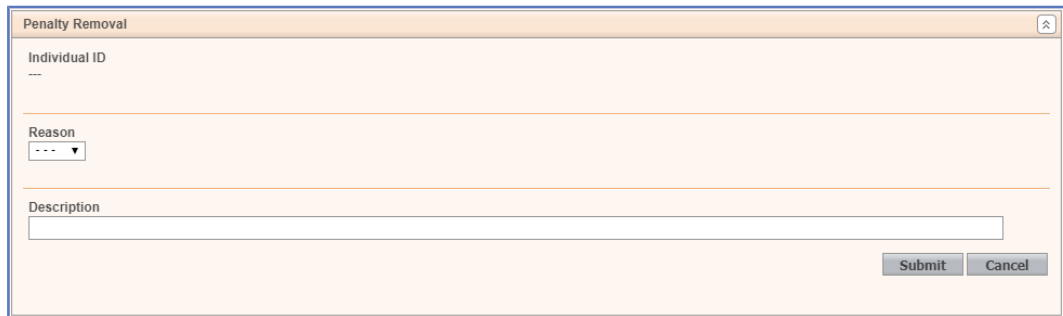 Penalty Removal
Individual ID
---
Reason
- - -
Description
Submit Cancel